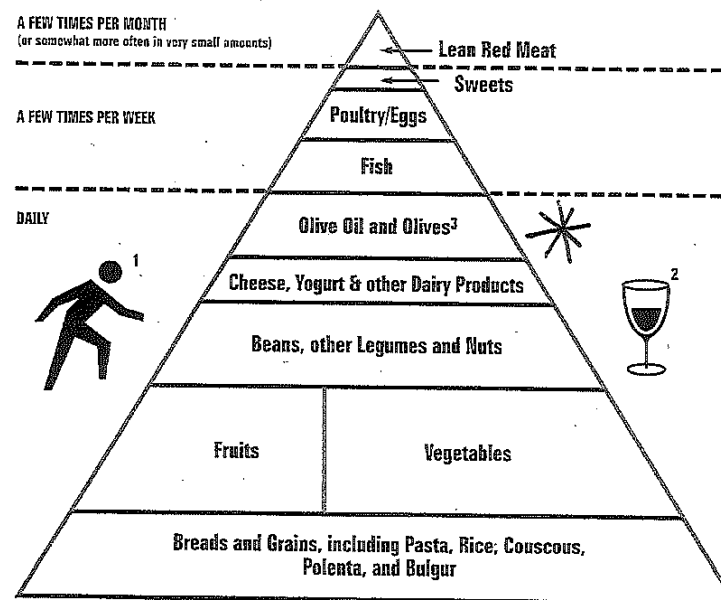 A FEW TIMES PER MONTH
(or somewhat more often in very small amounts)
Lean Red Meat
Sweets
A FEW TIMES PER WEEK
Poultry/Eggs
Fish
DAILY
Olive Oil and Olives³
1
2
Cheese, Yogurt & other Dairy Products
Beans, other Legumes and Nuts
Fruits
Vegetables
Breads and Grains, including Pasta, Rice; Couscous,
Polenta, and Bulgur